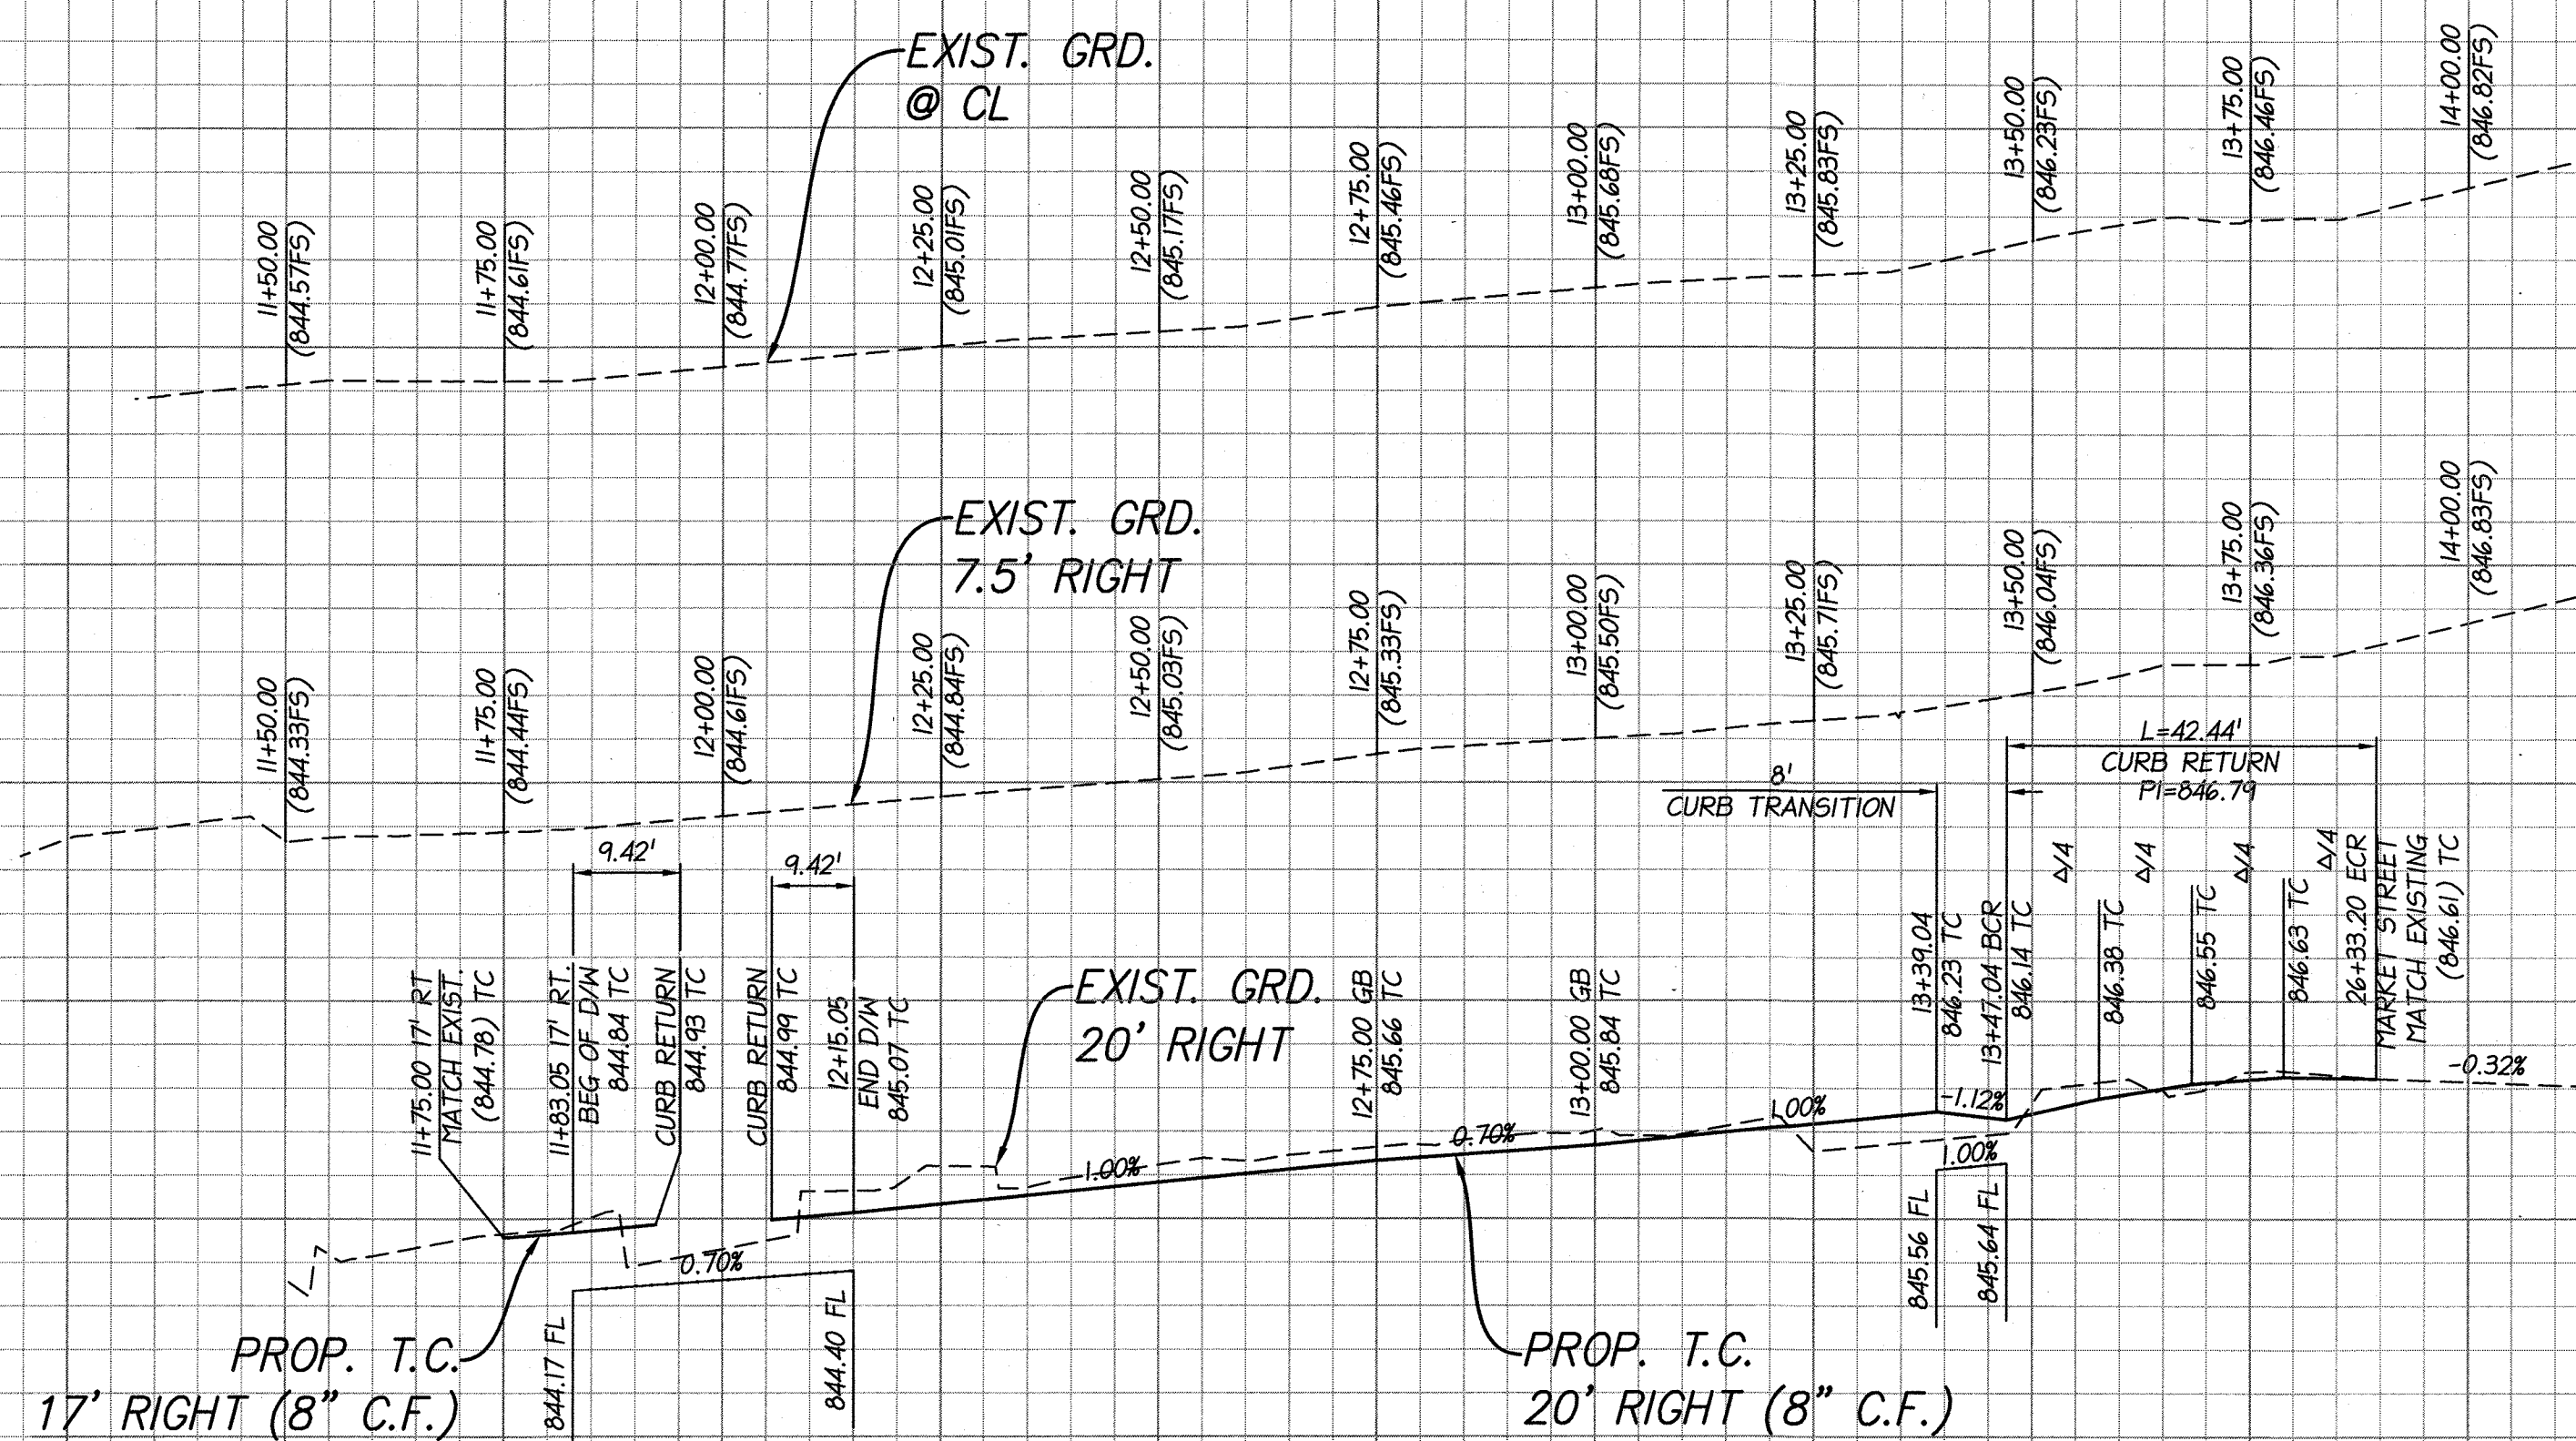 EXIST. GRD.
@ CL
11+50.00
(844.57FS)
11+75.00
(844.61FS)
12+00.00
(844.77FS)
12+25.00
(845.01FS)
12+50.00
(845.17FS)
12+75.00
(845.46FS)
13+00.00
(845.68FS)
13+25.00
(845.83FS)
13+50.00
(846.23FS)
13+75.00
(846.46FS)
14+00.00
(846.82FS)
EXIST. GRD.
7.5' RIGHT
11+50.00
(844.33FS)
11+75.00
(844.44FS)
12+00.00
(844.61FS)
12+25.00
(844.84FS)
12+50.00
(845.03FS)
12+75.00
(845.33FS)
13+00.00
(845.50FS)
13+25.00
(845.71FS)
13+50.00
(846.04FS)
13+75.00
(846.36FS)
14+00.00
(846.83FS)
L=42.44'
CURB RETURN
PI=846.79
8'
CURB TRANSITION
9.42'
9.42'
11+75.00 17' RT
MATCH EXIST.
(844.78) TC
11+83.05 17' RT.
BEG OF D/W
844.84 TC
CURB RETURN
844.93 TC
CURB RETURN
844.99 TC
12+15.05
END D/W
845.07 TC
EXIST. GRD.
20' RIGHT
12+75.00 GB
845.66 TC
13+00.00 GB
845.84 TC
13+39.04
846.23 TC
13+47.04 BCR
846.14 TC
Δ/4
846.38 TC
Δ/4
846.55 TC
Δ/4
846.63 TC
Δ/4
26+33.20 ECR
MARKET STREET
MATCH EXISTING
(846.61) TC
-0.32%
-1.12%
1.00%
0.70%
1.00%
1.00%
0.70%
844.17 FL
844.40 FL
845.56 FL
845.64 FL
PROP. T.C.
17' RIGHT (8" C.F.)
PROP. T.C.
20' RIGHT (8" C.F.)